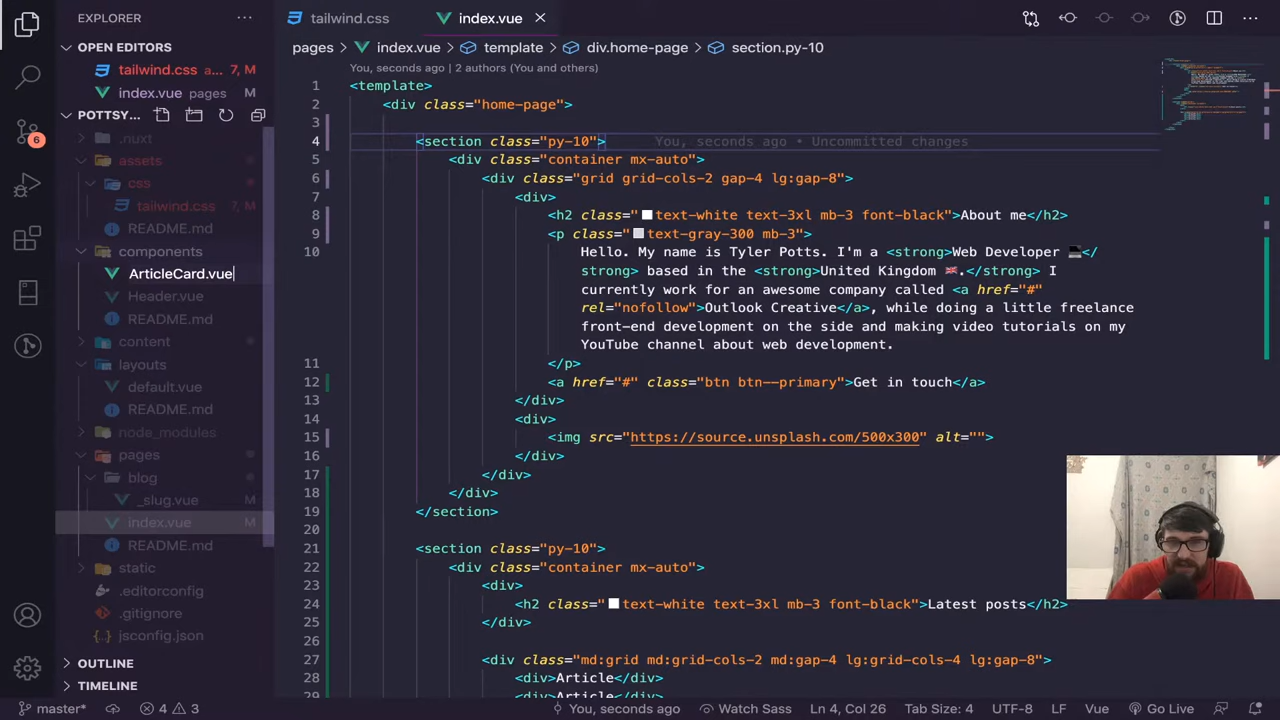 EXPLORER
tailwind.css
index.vue
OPEN EDITORS
tailwind.css a... 7, M
index.vue pages
POTTSY...
.nuxt
assets
css
tailwind.css 7, M
README.md
components
ArticleCard.vue
Header.vue
README.md
content
layouts
default.vue
README.md
node_modules
pages
blog
_slug.vue M
index.vue M
README.md
static
.editorconfig
.gitignore
jsconfig.json
OUTLINE
TIMELINE
6
pages > index.vue > template > div.home-page > section.py-10
You, seconds ago | 2 authors (You and others)
1 <template>
2 <div class="home-page">
3
4 <section class="py-10"> You, seconds ago • Uncommitted changes
5 <div class="container mx-auto">
6 <div class="grid grid-cols-2 gap-4 lg:gap-8">
7 <div>
8 <h2 class="text-white text-3xl mb-3 font-black">About me</h2>
9 <p class="text-gray-300 mb-3">
10 Hello. My name is Tyler Potts. I'm a <strong>Web Developer 💻</
strong> based in the <strong>United Kingdom 🇬🇧.</strong> I
currently work for an awesome company called <a href="#"
rel="nofollow">Outlook Creative</a>, while doing a little freelance
front-end development on the side and making video tutorials on my
YouTube channel about web development.
11 </p>
12 <a href="#" class="btn btn--primary">Get in touch</a>
13 </div>
14 <div>
15 <img src="https://source.unsplash.com/500x300" alt="">
16 </div>
17 </div>
18 </div>
19 </section>
20
21 <section class="py-10">
22 <div class="container mx-auto">
23 <div>
24 <h2 class="text-white text-3xl mb-3 font-black">Latest posts</h2>
25 </div>
26
27 <div class="md:grid md:grid-cols-2 md:gap-4 lg:grid-cols-4 lg:gap-8">
28 <div>Article</div>
29 <div>Article</div>
master* 4 3 You, seconds ago Watch Sass Ln 4, Col 26 Tab Size: 4 UTF-8 LF Vue Go Live